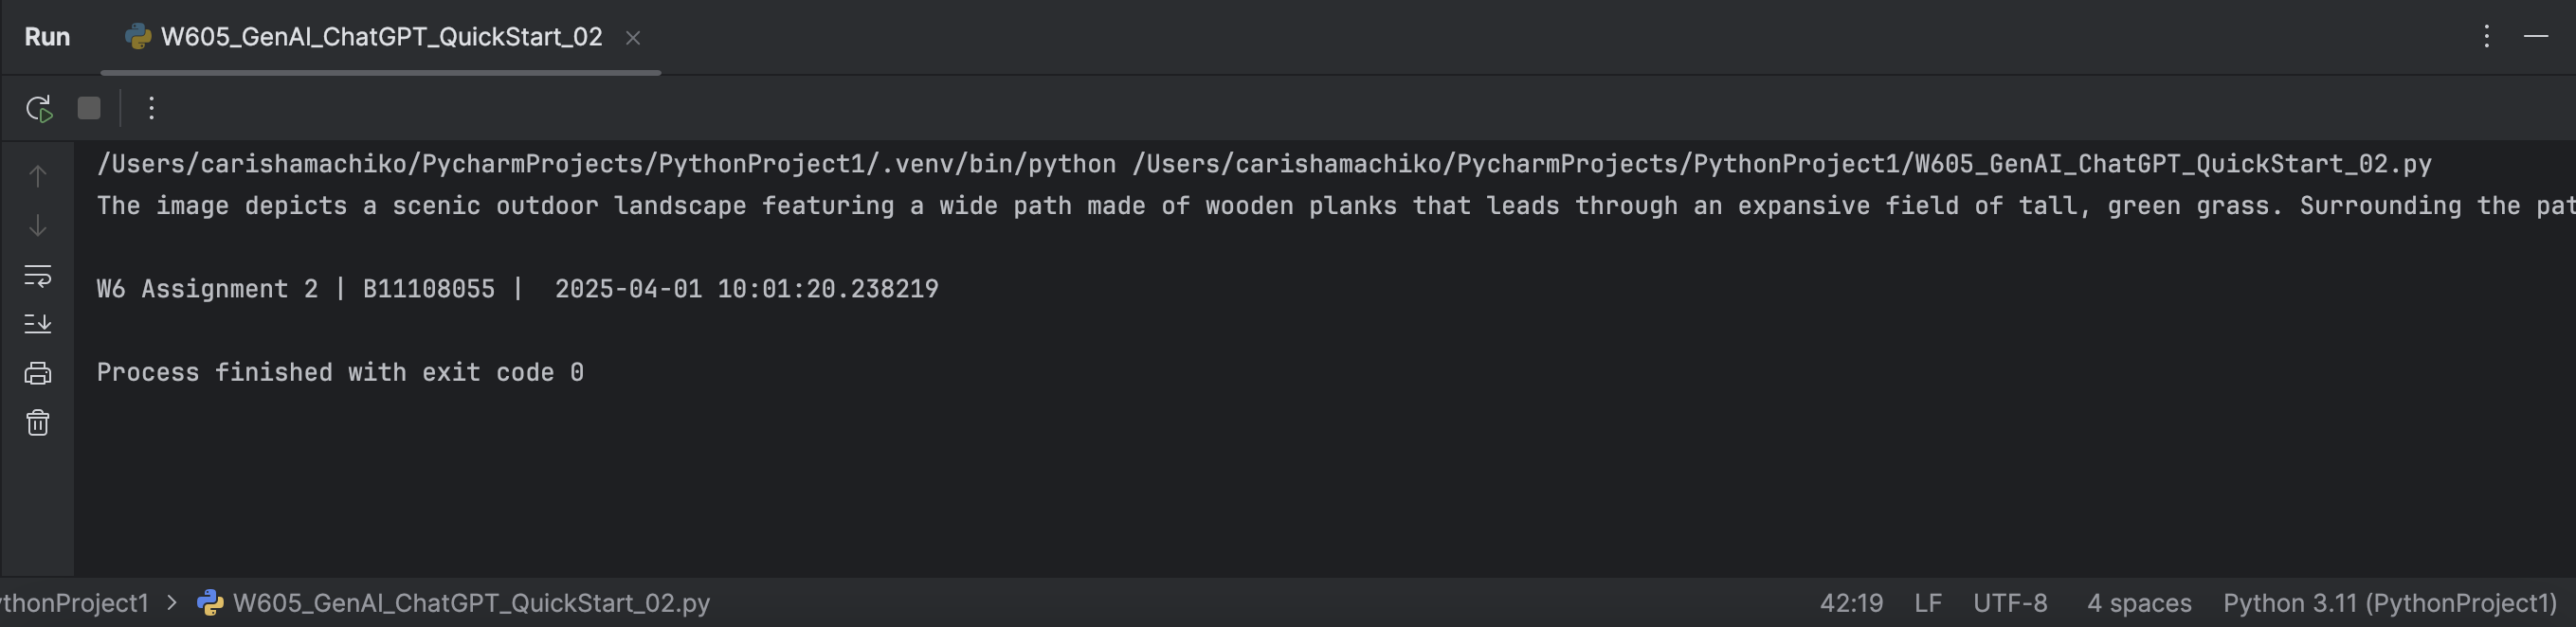 Run W605_GenAI_ChatGPT_QuickStart_02
/Users/carishamachiko/PycharmProjects/PythonProject1/.venv/bin/python /Users/carishamachiko/PycharmProjects/PythonProject1/W605_GenAI_ChatGPT_QuickStart_02.py
The image depicts a scenic outdoor landscape featuring a wide path made of wooden planks that leads through an expansive field of tall, green grass. Surrounding the pat
W6 Assignment 2 | B11108055 |  2025-04-01 10:01:20.238219
Process finished with exit code 0
thonProject1 > W605_GenAI_ChatGPT_QuickStart_02.py 42:19 LF UTF-8 4 spaces Python 3.11 (PythonProject1)